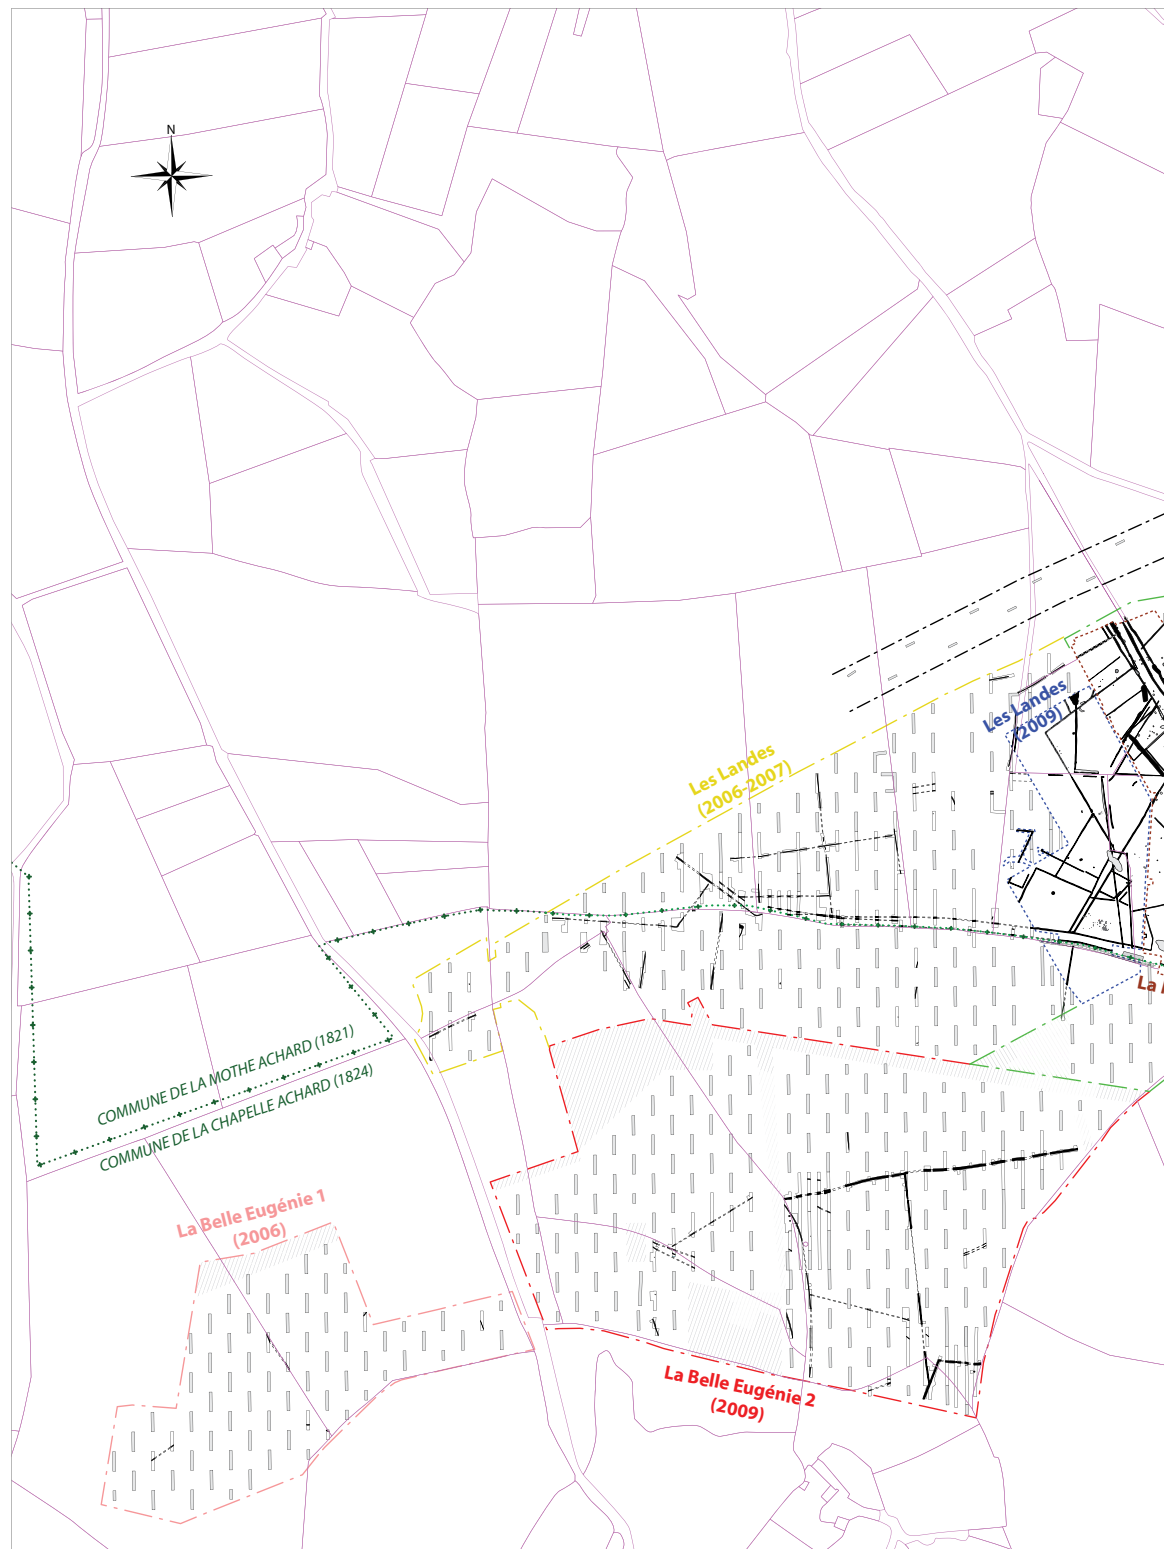 N
Les Landes
(2009)
Les Landes
(2006-2007)
La
COMMUNE DE LA MOTHE ACHARD (1821)
COMMUNE DE LA CHAPELLE ACHARD (1824)
La Belle Eugénie 1
(2006)
La Belle Eugénie 2
(2009)